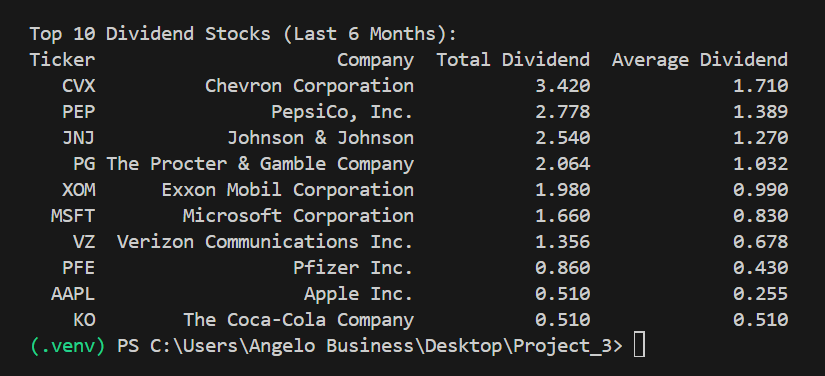 Top 10 Dividend Stocks (Last 6 Months):
Ticker Company Total Dividend Average Dividend
CVX Chevron Corporation 3.420 1.710
PEP PepsiCo, Inc. 2.778 1.389
JNJ Johnson & Johnson 2.540 1.270
PG The Procter & Gamble Company 2.064 1.032
XOM Exxon Mobil Corporation 1.980 0.990
MSFT Microsoft Corporation 1.660 0.830
VZ Verizon Communications Inc. 1.356 0.678
PFE Pfizer Inc. 0.860 0.430
AAPL Apple Inc. 0.510 0.255
KO The Coca-Cola Company 0.510 0.510
(.venv) PS C:\Users\Angelo Business\Desktop\Project_3>